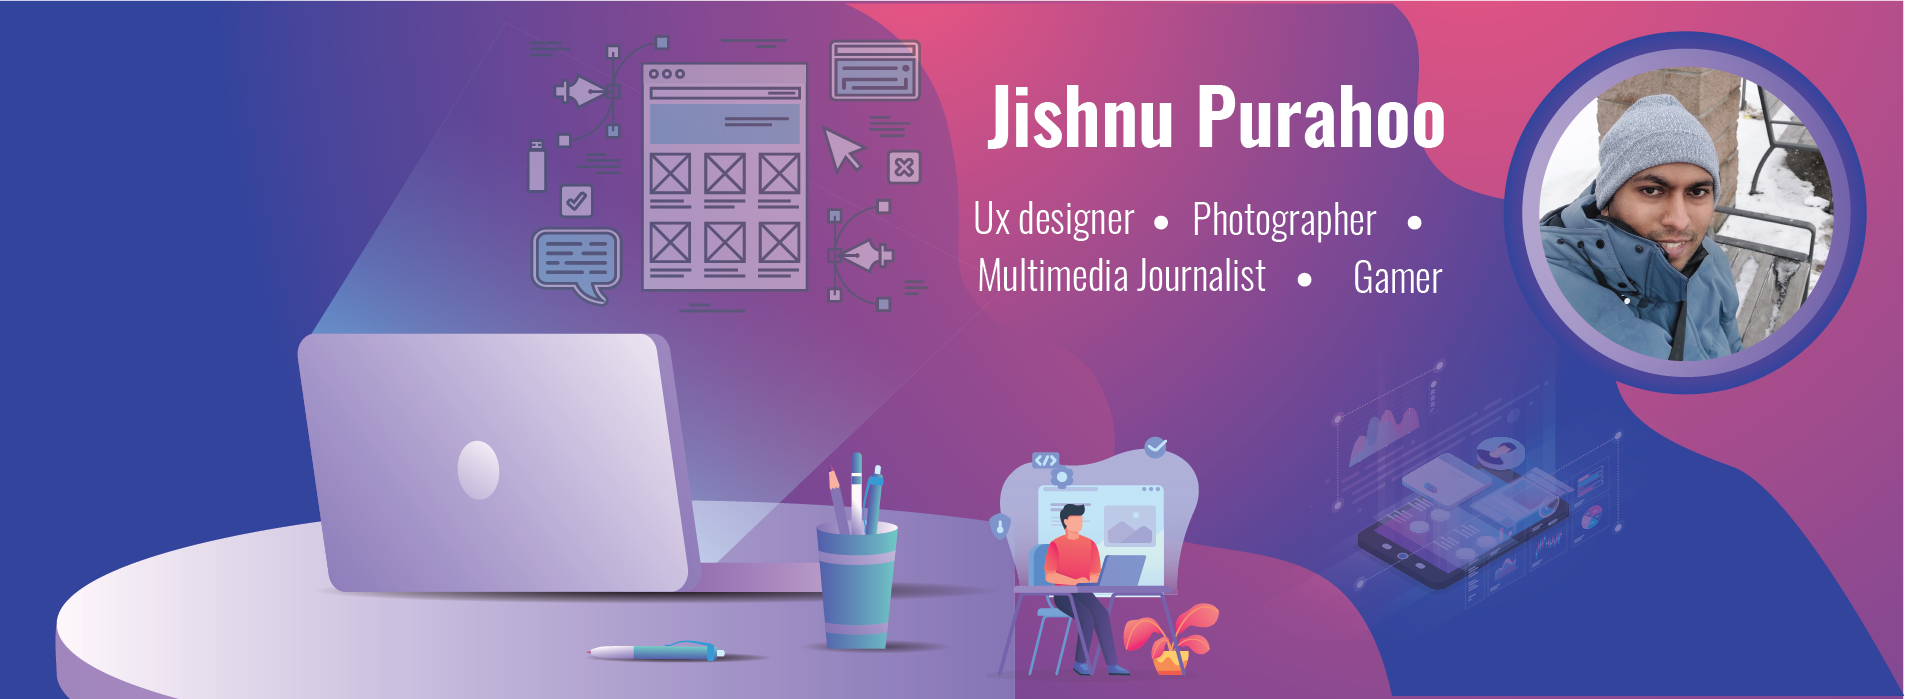 Jishnu Purahoo
Ux designer • Photographer •
Multimedia Journalist • Gamer